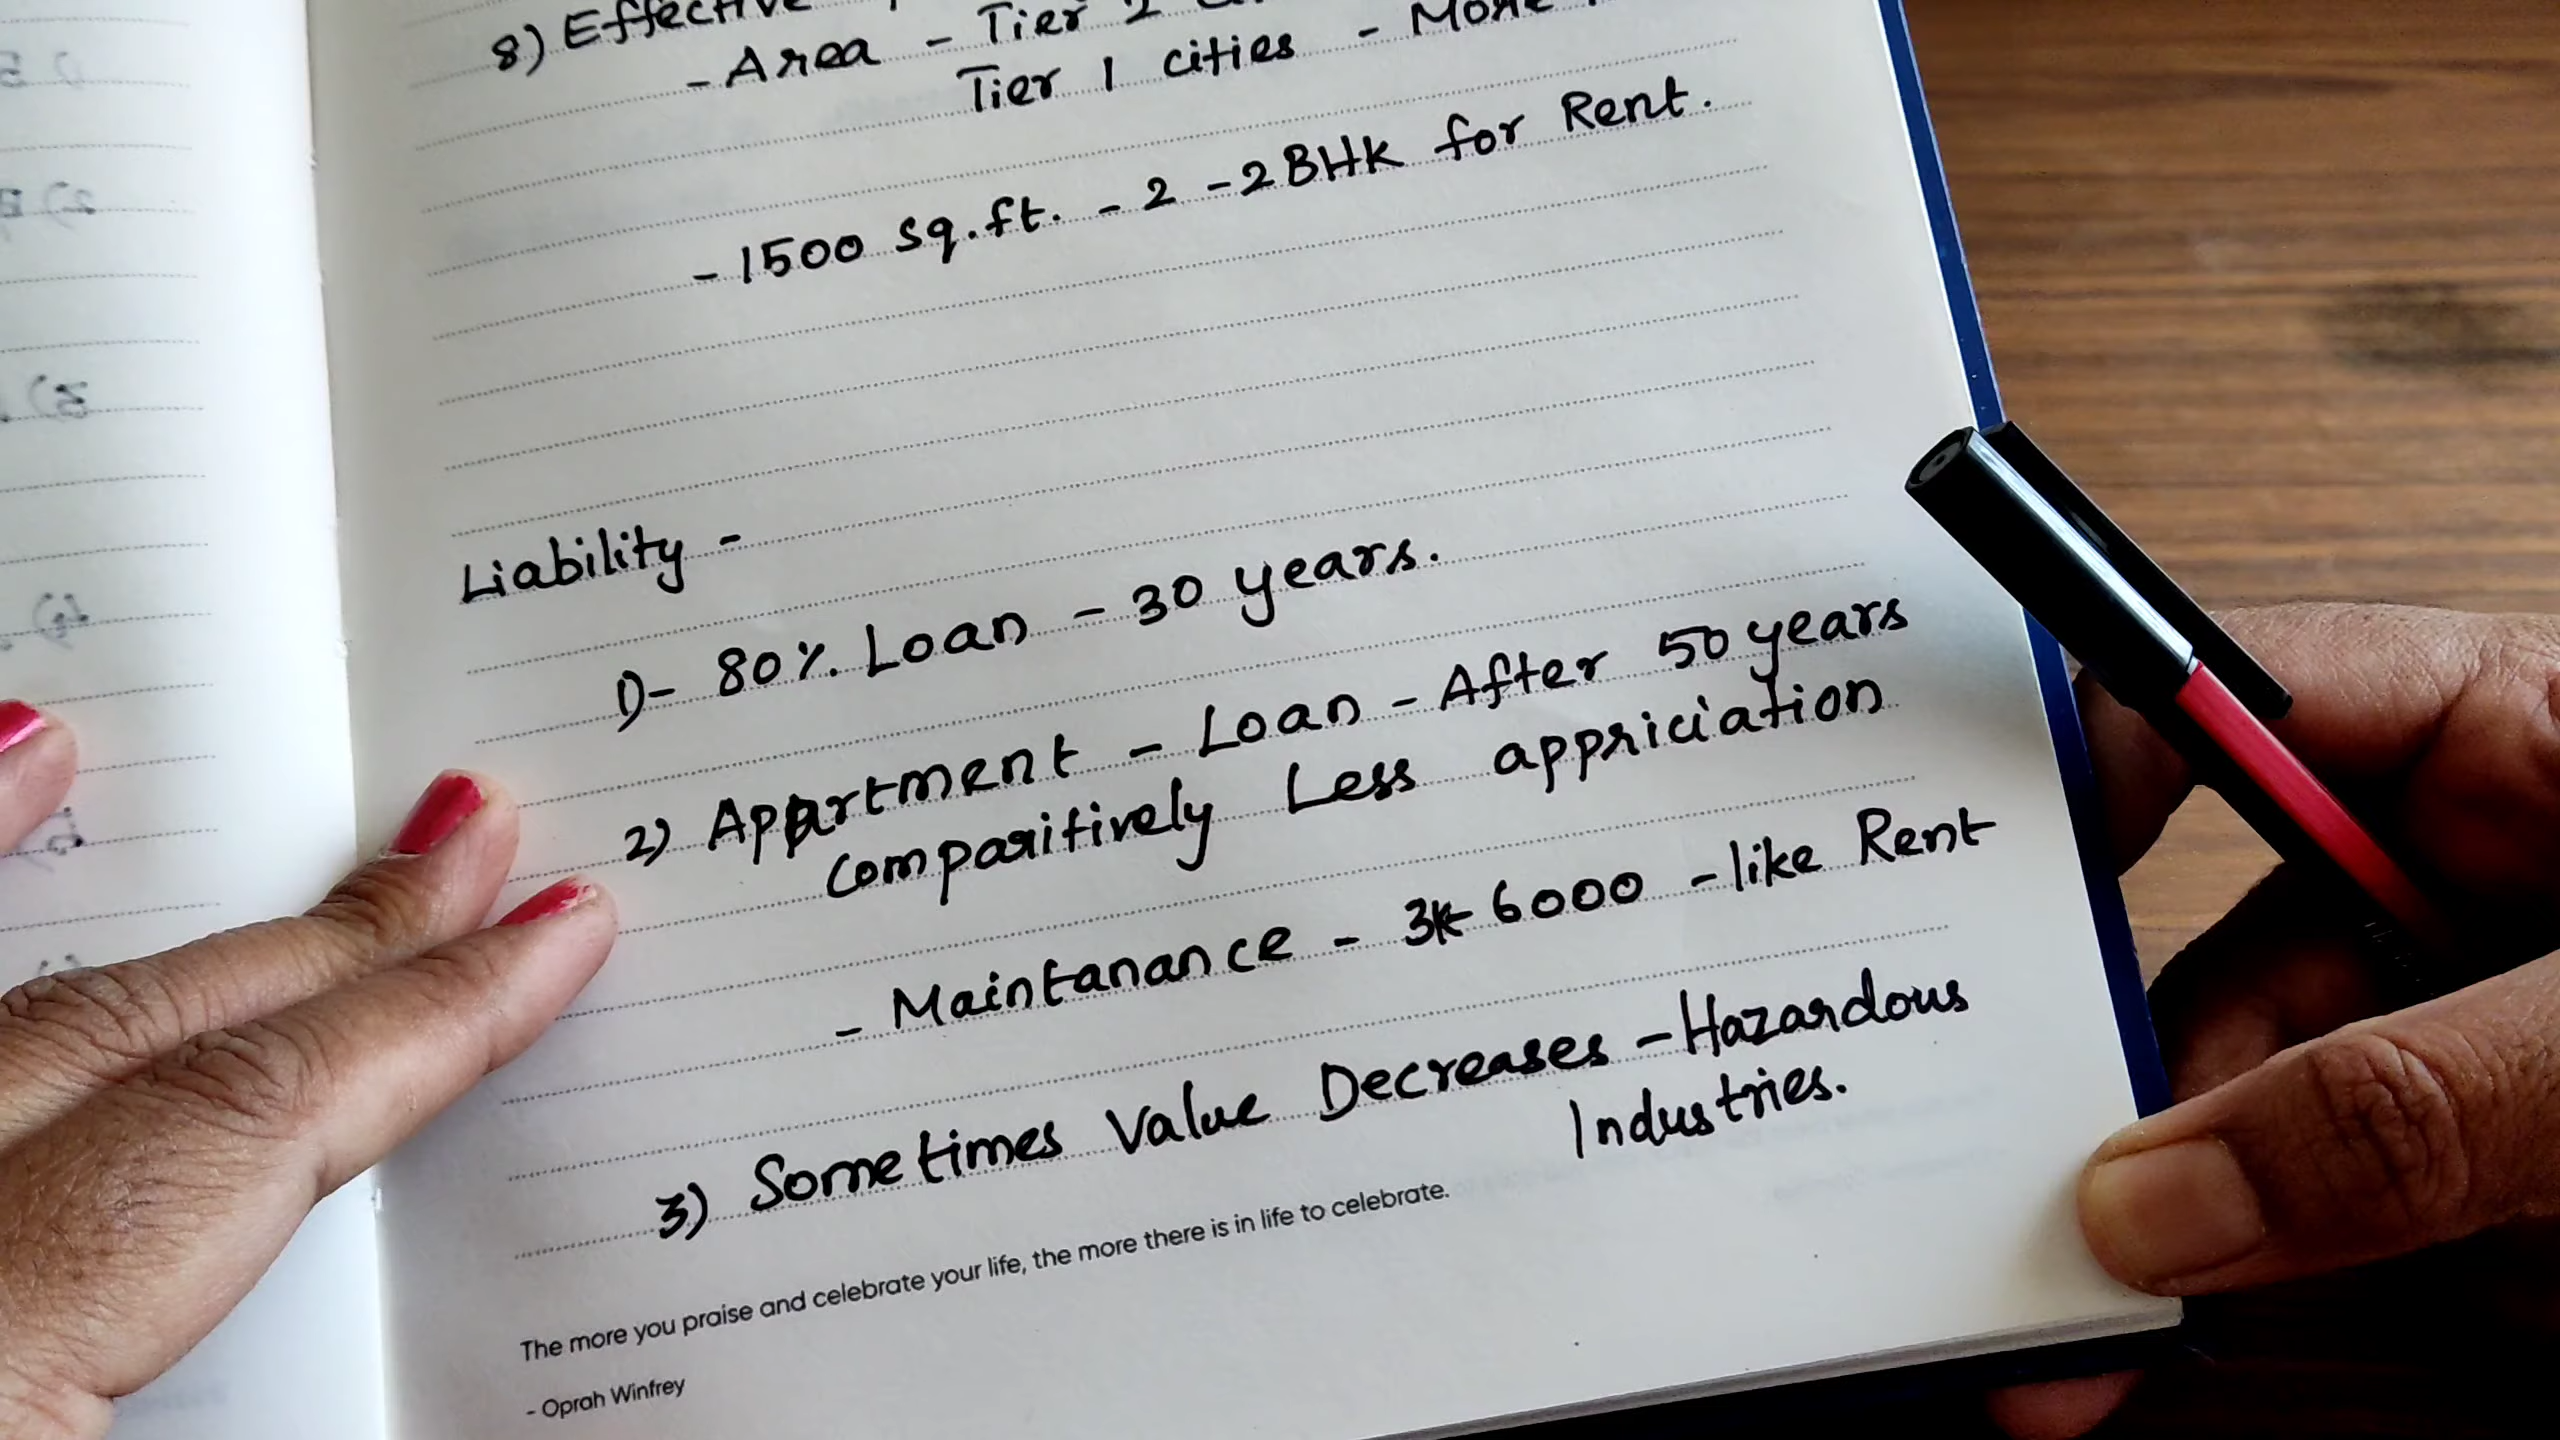 8) Effective
- Area - Tier 2
Tier 1 cities - More
- 1500 sq.ft. - 2 - 2BHK for Rent.
Liability -
1)- 80% Loan - 30 years.
2) Appartment - Loan - After 50 years
comparitively Less appriciation
- Maintanance - 3K- 6000 - like Rent
3) Sometimes Value Decreases - Hazardous
Industries.
The more you praise and celebrate your life, the more there is in life to celebrate.
- Oprah Winfrey